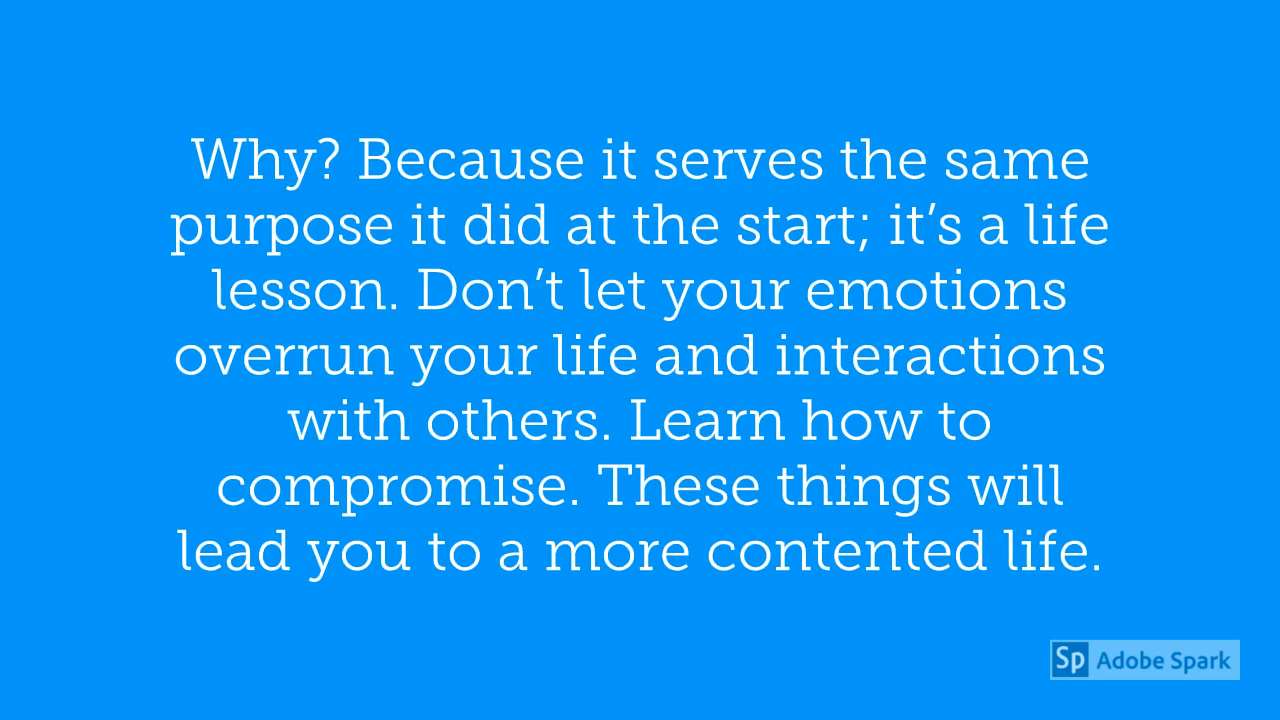 Why? Because it serves the same
purpose it did at the start; it’s a life
lesson. Don’t let your emotions
overrun your life and interactions
with others. Learn how to
compromise. These things will
lead you to a more contented life.
Sp Adobe Spark